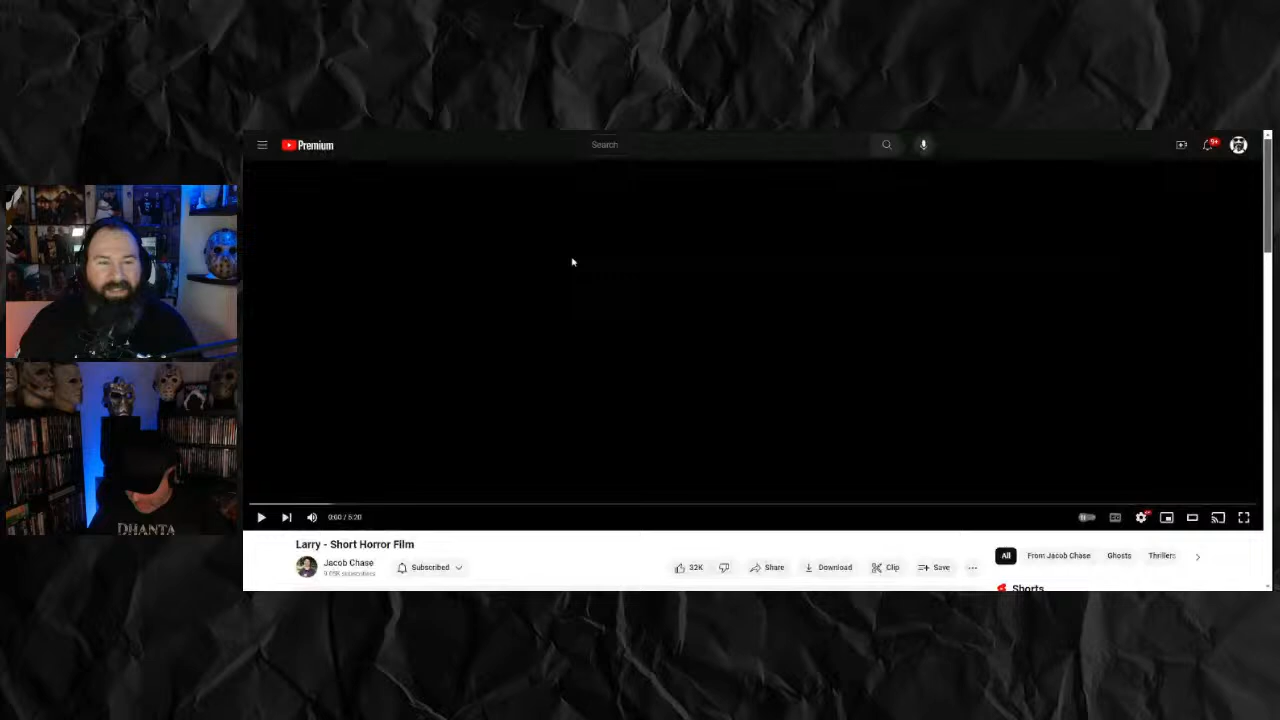 Premium
Search
9+
0:00 / 5:20
Larry - Short Horror Film
Jacob Chase
Subscribed
32K
Share
Download
Clip
Save
All
From Jacob Chase
Ghosts
Thrillers
Shorts